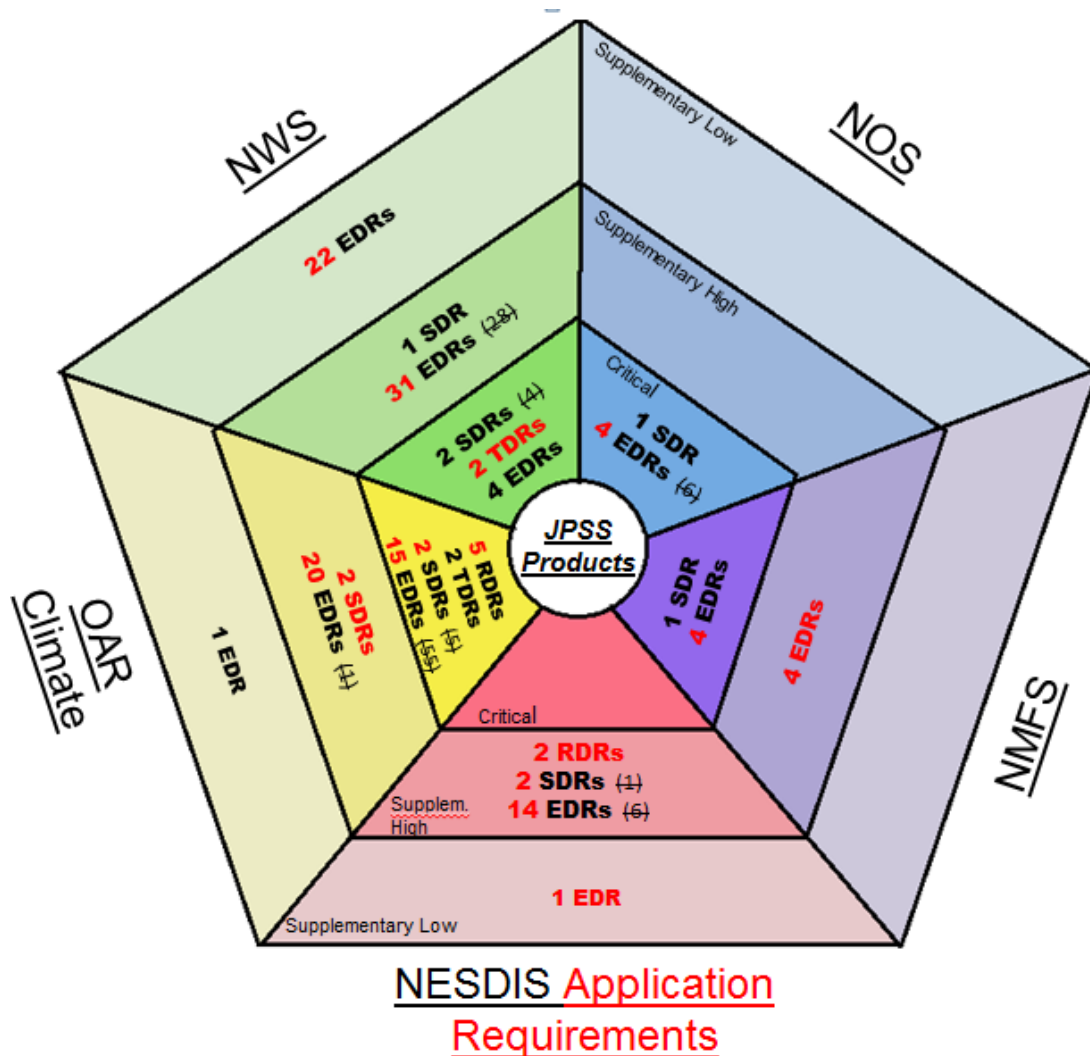 NWS
22 EDRs
1 SDR
31 EDRs (28)
2 SDRs (4)
2 TDRs
4 EDRs
NOS
Supplementary Low
Supplementary High
Critical
1 SDR
4 EDRs (6)
JPSS
Products
OAR
Climate
1 EDR
2 SDRs
20 EDRs (1)
5 RDRs
2 TDRs
2 SDRs (5)
15 EDRs (55)
1 SDR
4 EDRs
4 EDRs
NMFS
Critical
2 RDRs
2 SDRs (1)
14 EDRs (6)
Supplem.
High
1 EDR
Supplementary Low
NESDIS Application
Requirements